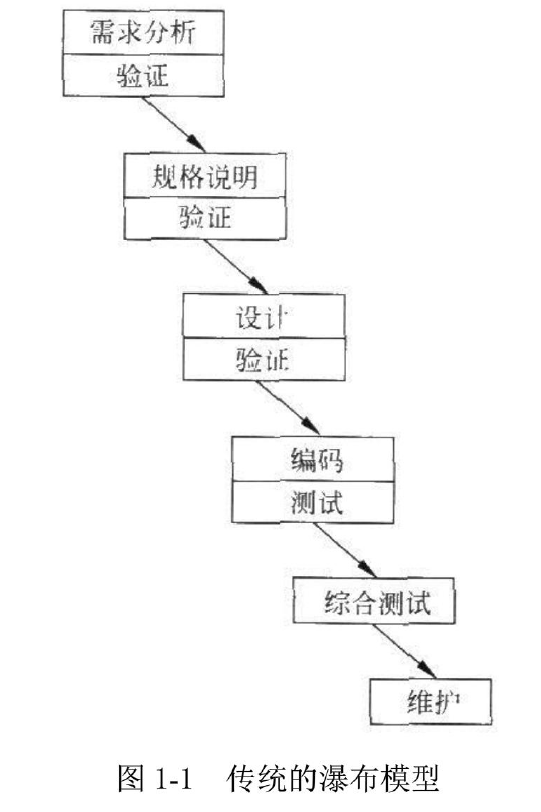 需求分析
验证
规格说明
验证
设计
验证
编码
测试
综合测试
维护
图 1-1 传统的瀑布模型